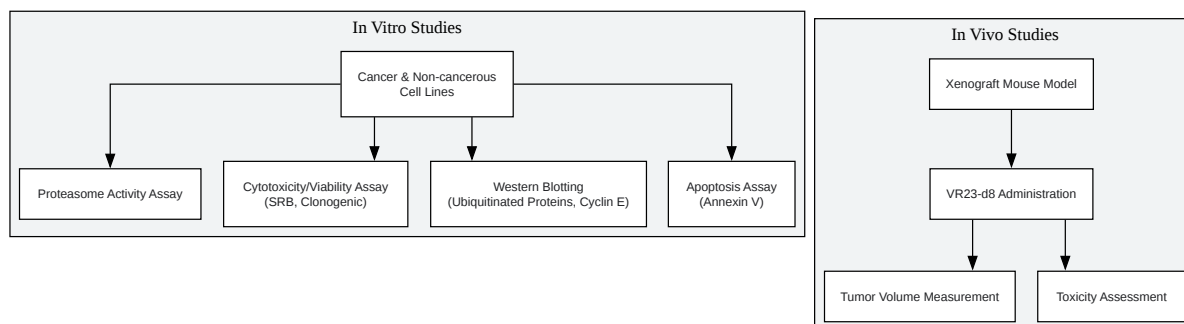 In Vitro Studies
Cancer & Non-cancerous
Cell Lines
Proteasome Activity Assay
Cytotoxicity/Viability Assay
(SRB, Clonogenic)
Western Blotting
(Ubiquitinated Proteins, Cyclin E)
Apoptosis Assay
(Annexin V)
In Vivo Studies
Xenograft Mouse Model
VR23-d8 Administration
Tumor Volume Measurement
Toxicity Assessment